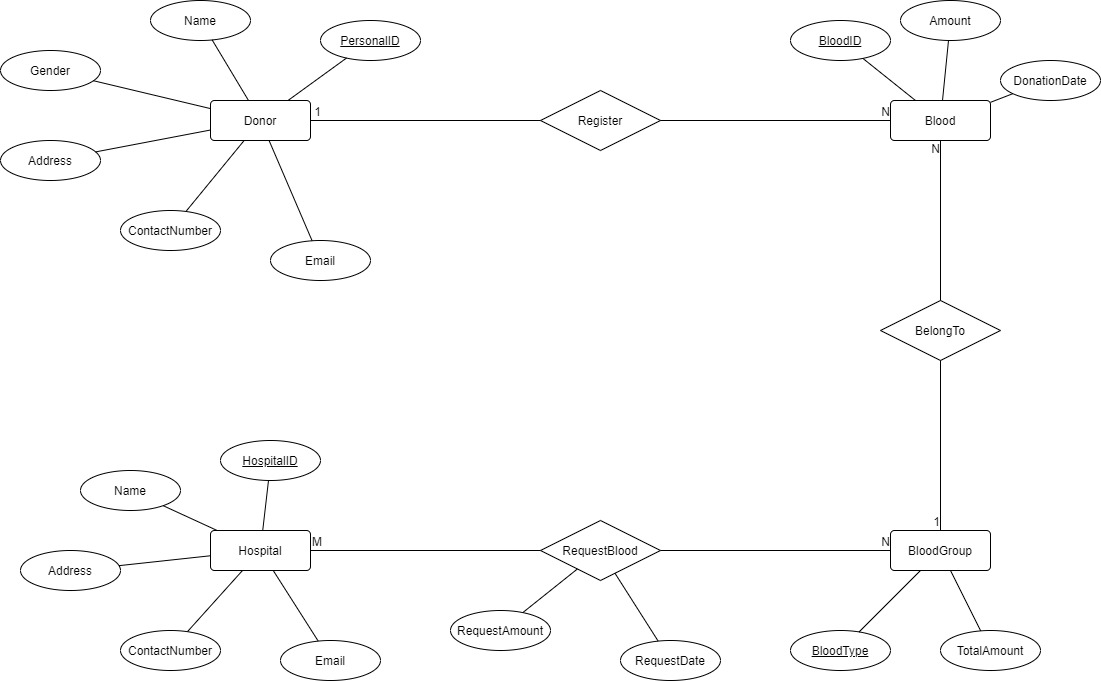 Name
Amount
PersonalID
BloodID
Gender
DonationDate
Donor
1
Register
N
Blood
N
Address
ContactNumber
Email
BelongTo
HospitalID
Name
1
Hospital
M
RequestBlood
N
BloodGroup
Address
RequestAmount
ContactNumber
Email
RequestDate
BloodType
TotalAmount